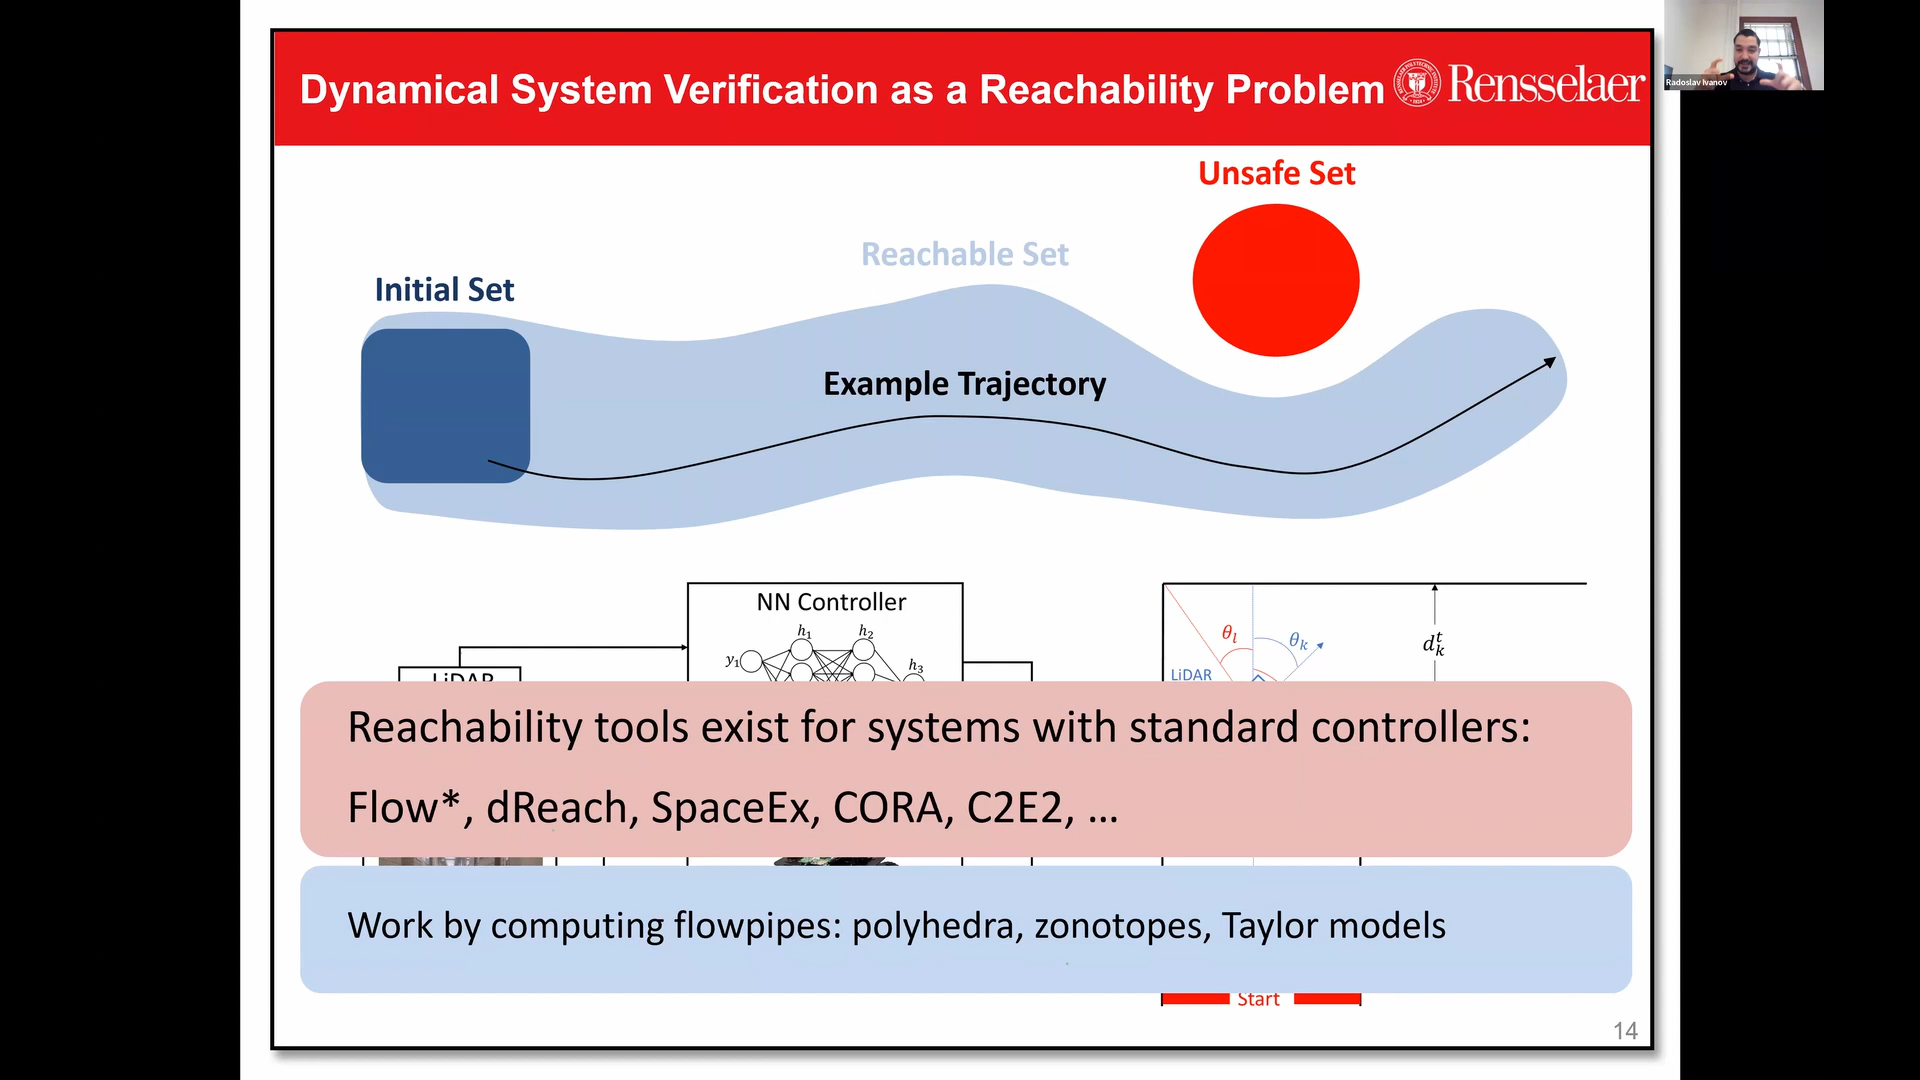 Dynamical System Verification as a Reachability Problem
Rensselaer
Radoslav Ivanov
Unsafe Set
Reachable Set
Initial Set
Example Trajectory
NN Controller
h₁ h₂
y₁
h₃
LiDAR
θₗ
θₖ
dₖᵗ
LiDAR
Reachability tools exist for systems with standard controllers:
Flow*, dReach, SpaceEx, CORA, C2E2, ...
Work by computing flowpipes: polyhedra, zonotopes, Taylor models
Start
14